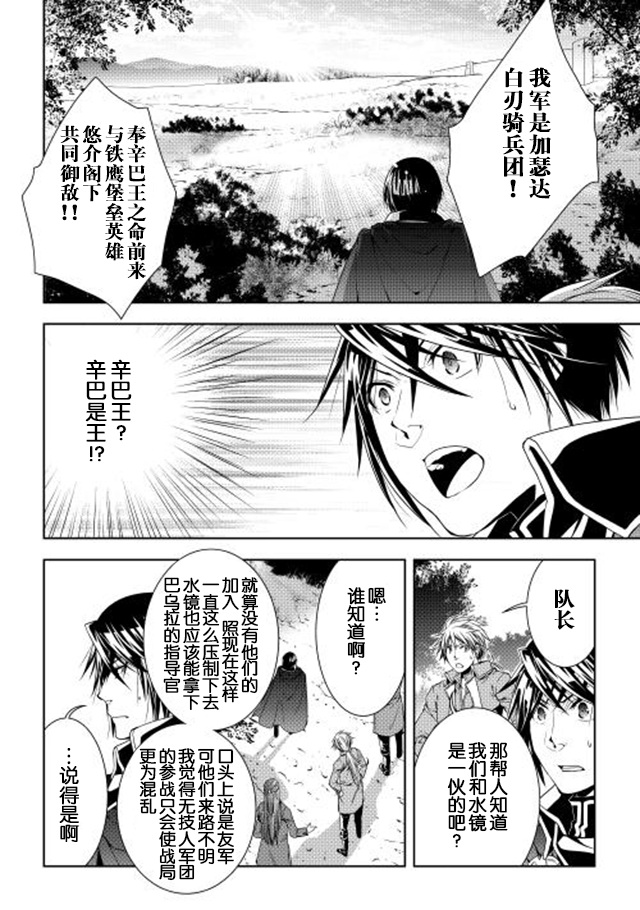 我军是加瑟达
白刃骑兵团！
奉辛巴王之命前来
与铁鹰堡垒英雄
悠介阁下
共同御敌!!
辛巴王？
辛巴是王!?
队长
那帮人知道
我们和水镜
是一伙的吧？
嗯…
谁知道啊？
就算没有他们的
加入 照现在这样
一直这么压制下去
水镜也应该能拿下
巴乌拉的指导官
口头上说是友军
可他们来路不明
我觉得无技人军团
的参战只会使战局
更为混乱
…说得是啊